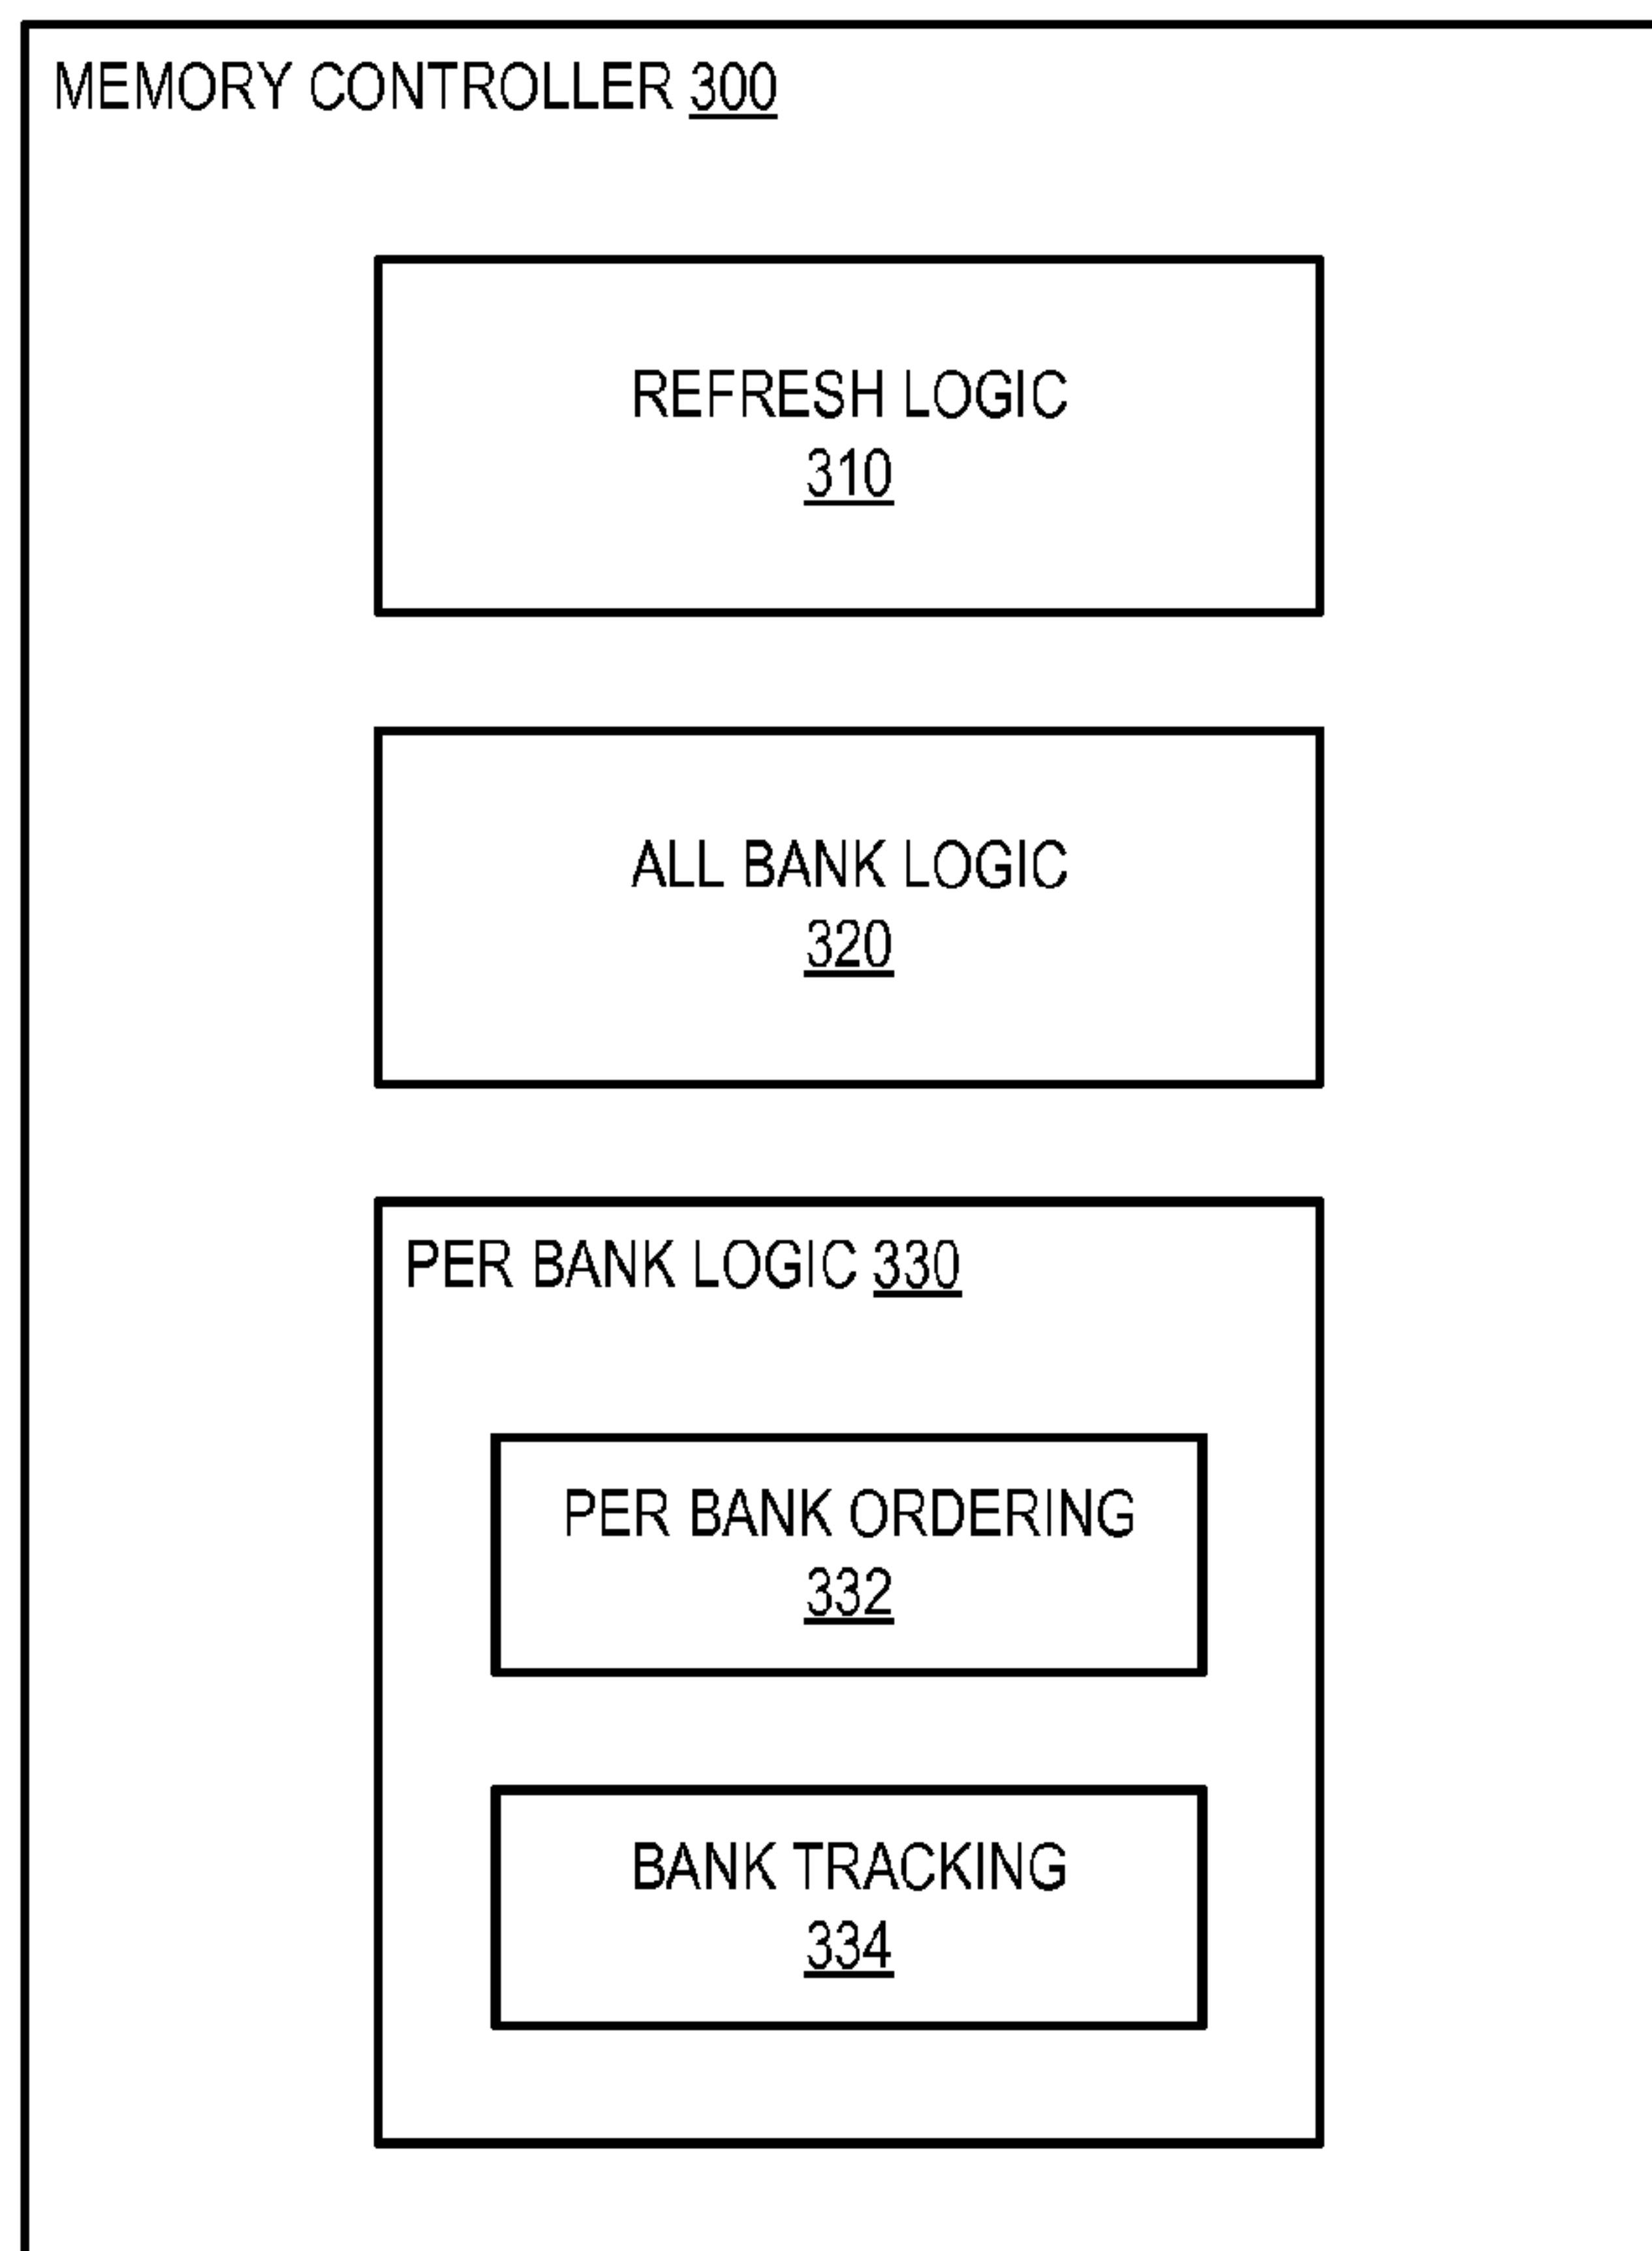 MEMORY CONTROLLER 300
REFRESH LOGIC
310
ALL BANK LOGIC
320
PER BANK LOGIC 330
PER BANK ORDERING
332
BANK TRACKING
334